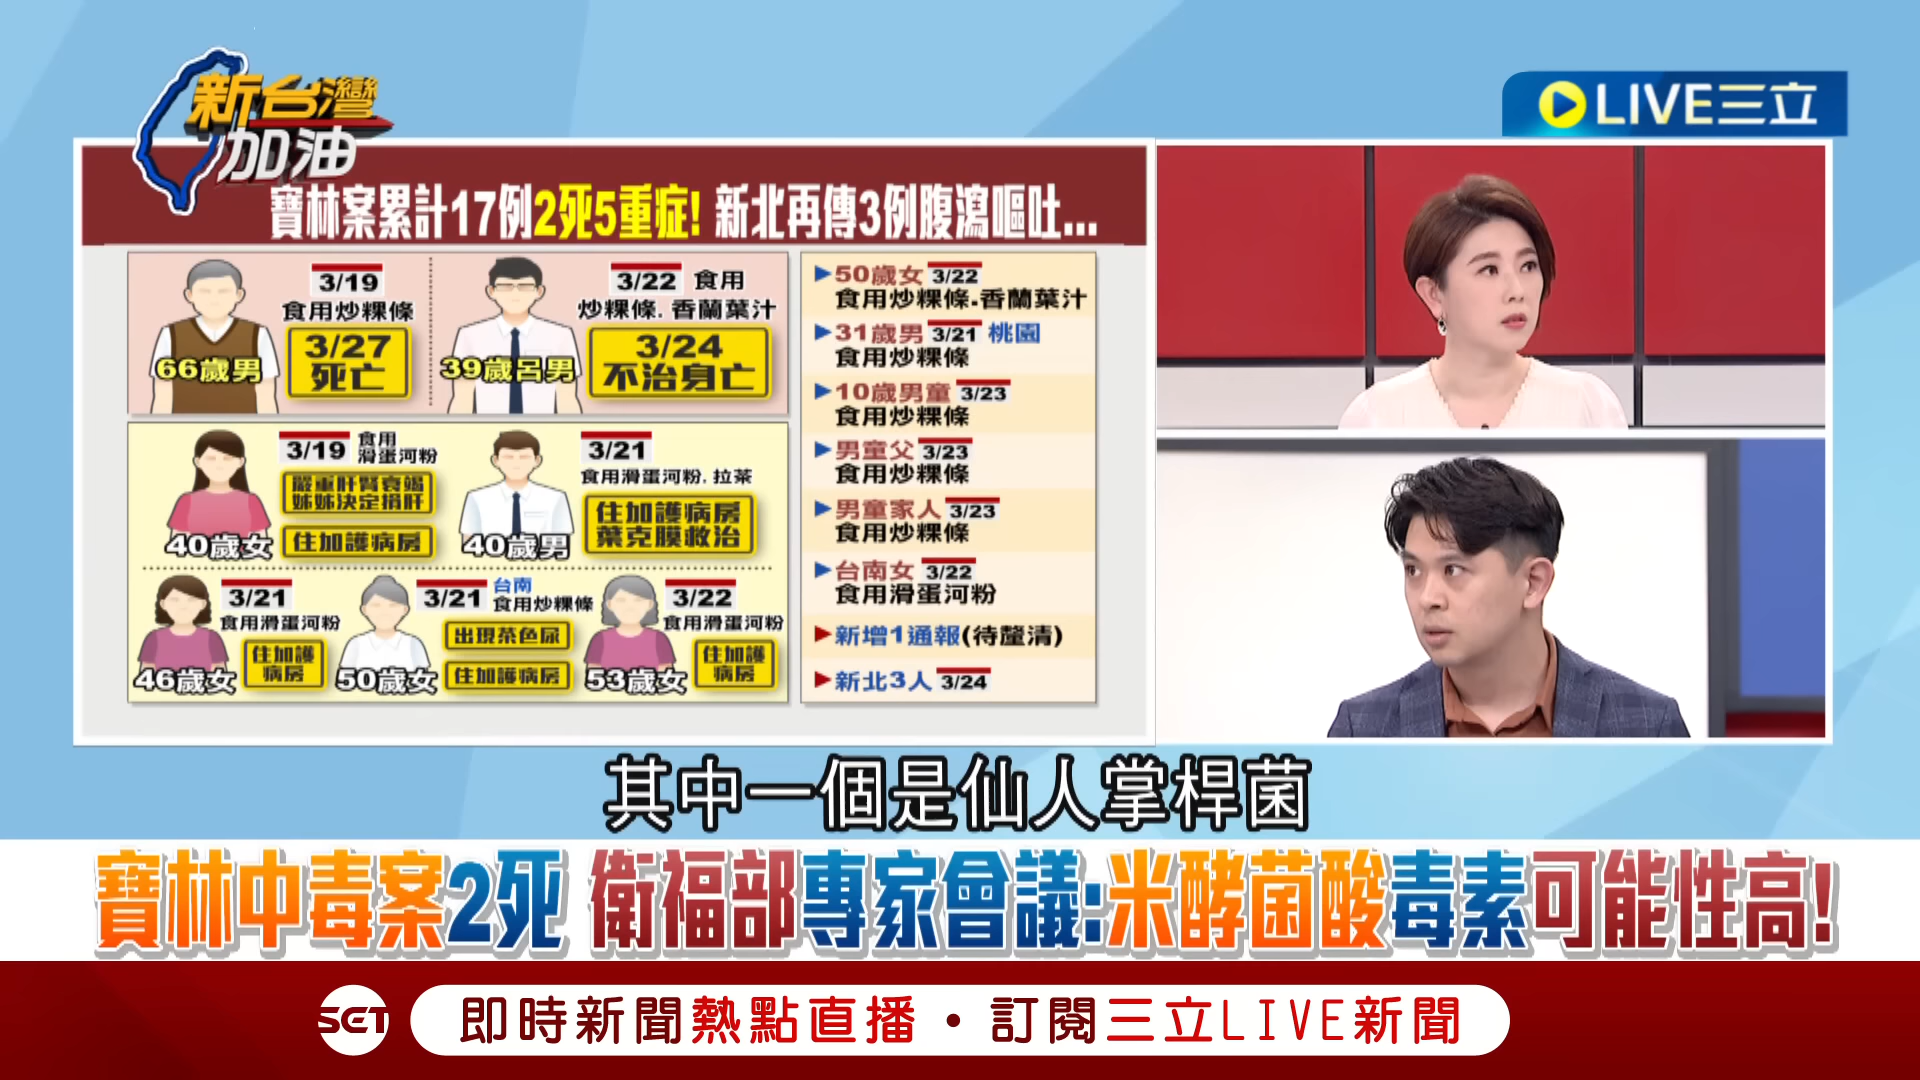 新台灣
加油
LIVE三立
寶林案累計17例2死5重症! 新北再傳3例腹瀉嘔吐...
66歲男
3/19
食用炒粿條
3/27
死亡
39歲呂男
3/22 食用
炒粿條.香蘭葉汁
3/24
不治身亡
40歲女
3/19 食用
滑蛋河粉
嚴重肝腎衰竭
姊姊決定捐肝
住加護病房
40歲男
3/21
食用滑蛋河粉.拉茶
住加護病房
葉克膜救治
46歲女
3/21
食用滑蛋河粉
住加護
病房
50歲女
3/21 台南
食用炒粿條
出現茶色尿
住加護病房
53歲女
3/22
食用滑蛋河粉
住加護
病房
50歲女 3/22
食用炒粿條.香蘭葉汁
31歲男 3/21 桃園
食用炒粿條
10歲男童 3/23
食用炒粿條
男童父 3/23
食用炒粿條
男童家人 3/23
食用炒粿條
台南女 3/22
食用滑蛋河粉
新增1通報(待釐清)
新北3人 3/24
其中一個是仙人掌桿菌
寶林中毒案2死 衛福部專家會議:米酵菌酸毒素可能性高!
SET
即時新聞熱點直播・訂閱三立LIVE新聞